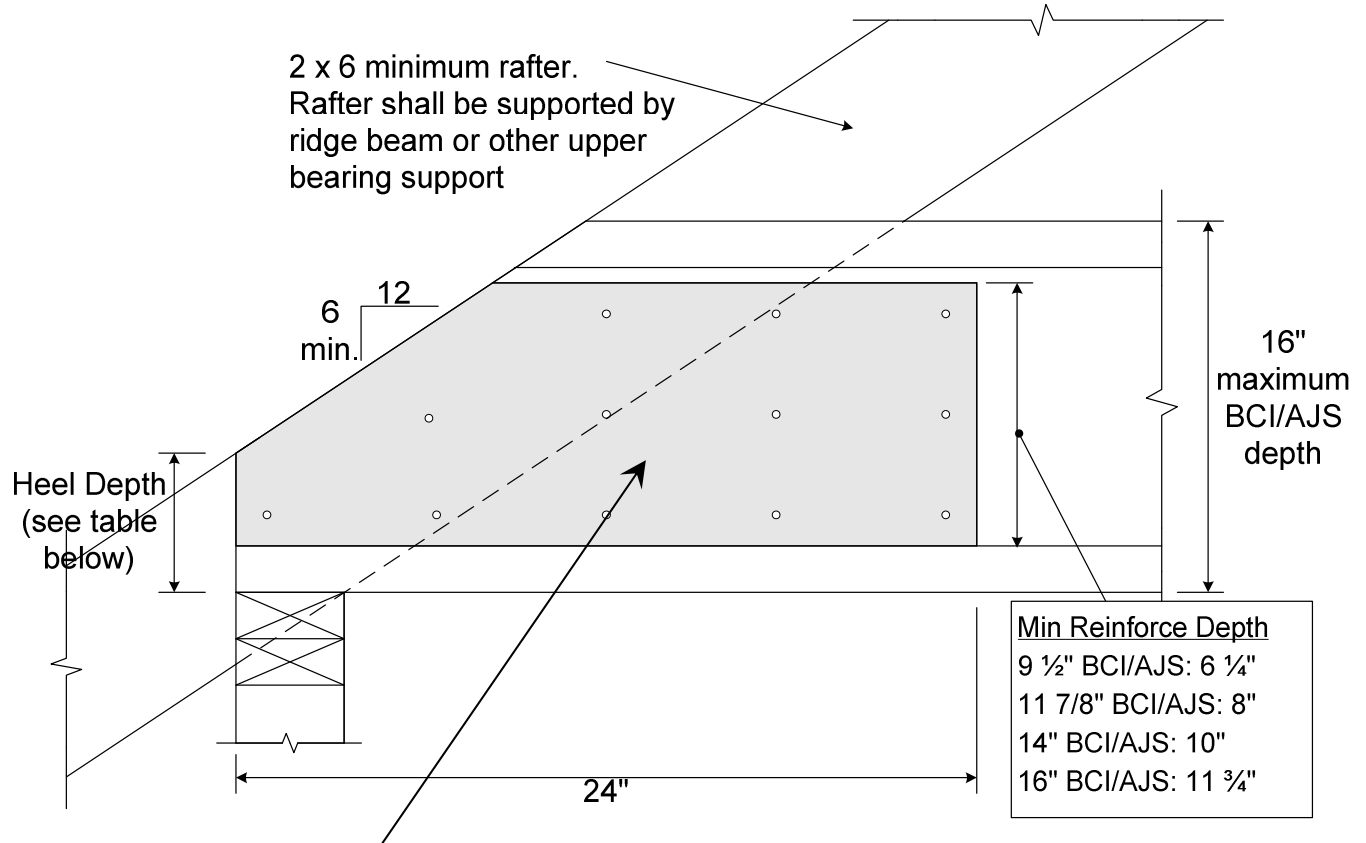 2 x 6 minimum rafter.
Rafter shall be supported by
ridge beam or other upper
bearing support
12
6
min.
16"
maximum
BCI/AJS
depth
Heel Depth
(see table
below)
Min Reinforce Depth
9 ½" BCI/AJS: 6 ¼"
11 7/8" BCI/AJS: 8"
14" BCI/AJS: 10"
16" BCI/AJS: 11 ¾"
24"